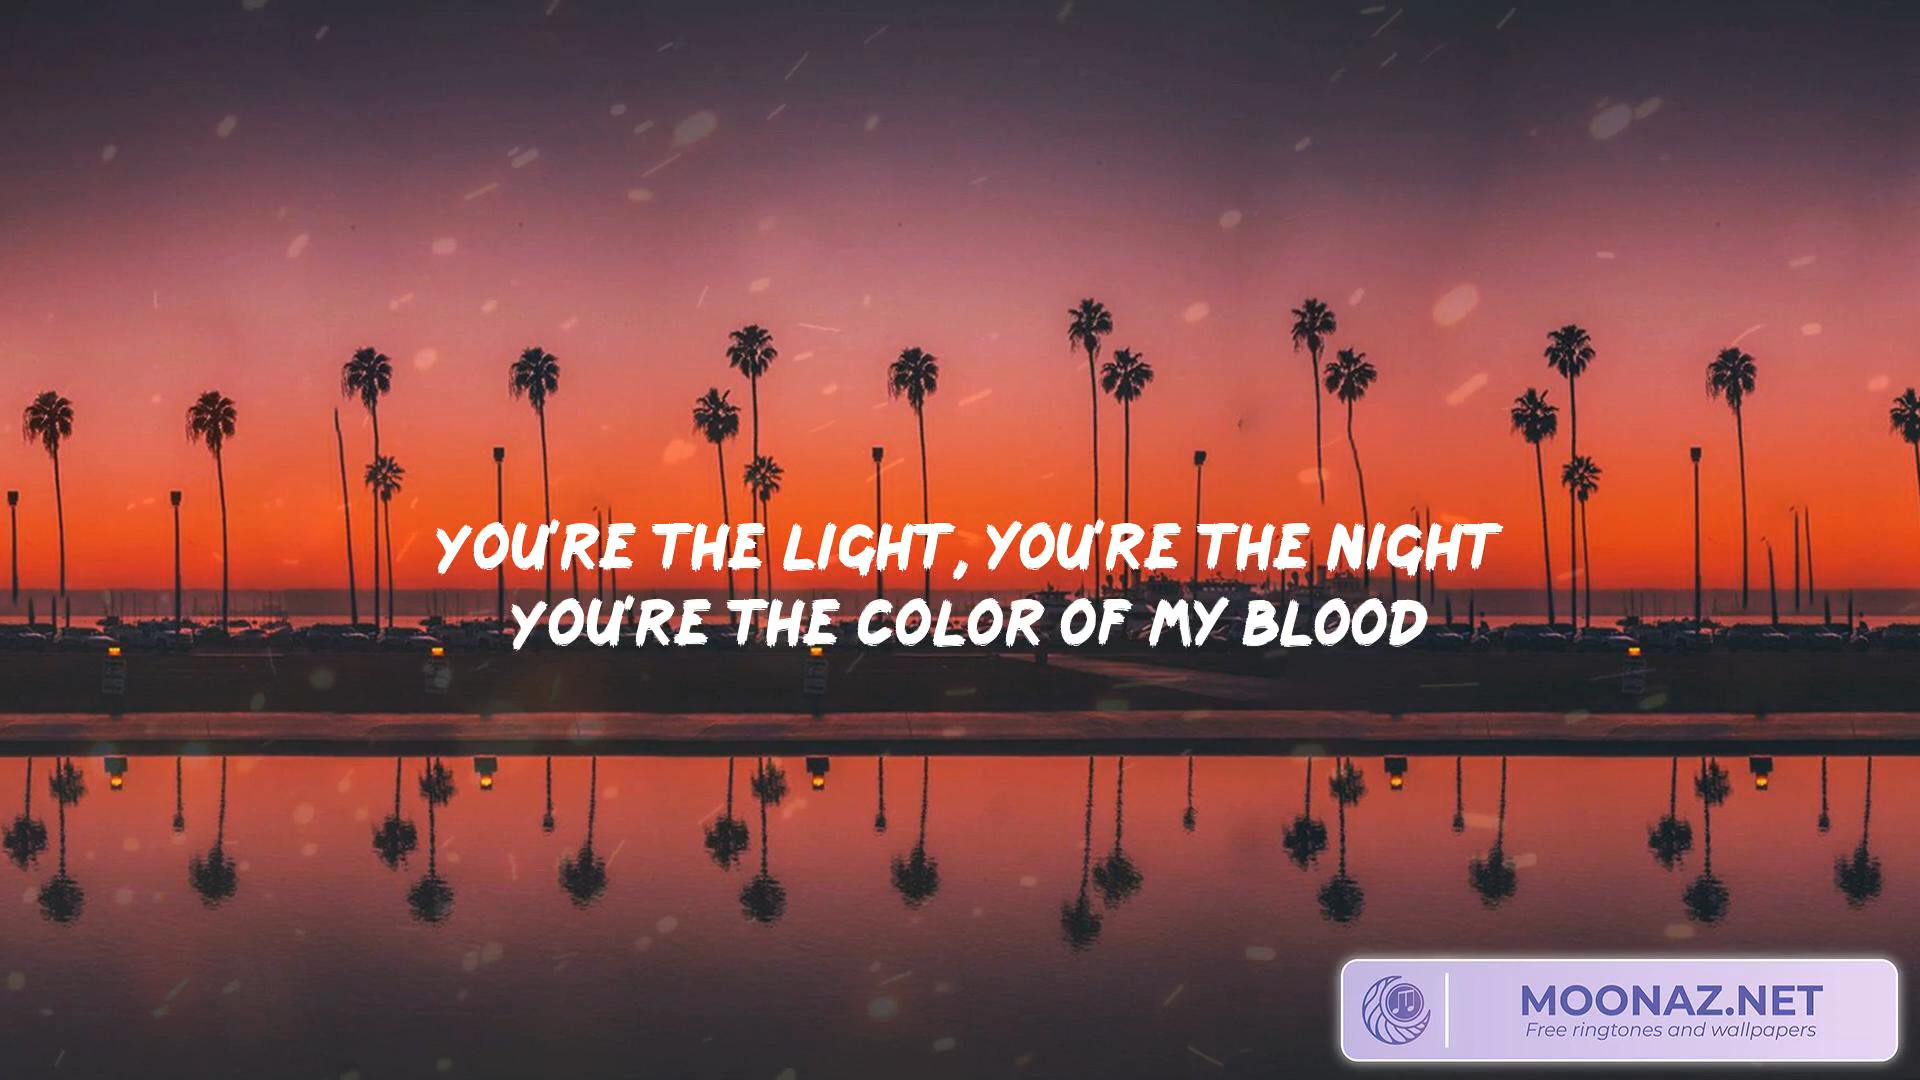 YOU'RE THE LIGHT, YOU'RE THE NIGHT
YOU'RE THE COLOR OF MY BLOOD
MOONAZ.NET
Free ringtones and wallpapers